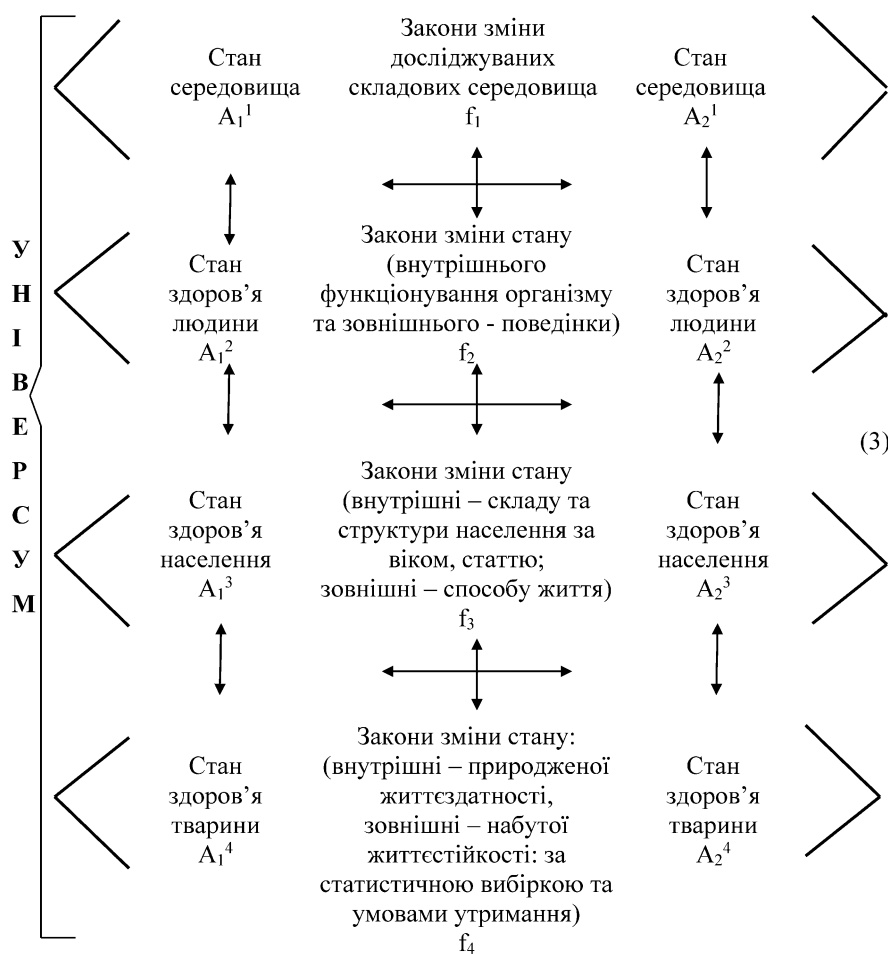 УНІВЕРСУМ
Закони зміни
досліджуваних
складових середовища
f₁
Стан
середовища
A₁¹
Стан
середовища
A₂¹
Закони зміни стану
(внутрішнього
функціонування організму
та зовнішнього - поведінки)
f₂
Стан
здоров’я
людини
A₁²
Стан
здоров’я
людини
A₂²
(3)
Закони зміни стану
(внутрішні – складу та
структури населення за
віком, статтю;
зовнішні – способу життя)
f₃
Стан
здоров’я
населення
A₁³
Стан
здоров’я
населення
A₂³
Закони зміни стану:
(внутрішні – природженої
життєздатності,
зовнішні – набутої
життєстійкості: за
статистичною вибіркою та
умовами утримання)
f₄
Стан
здоров’я
тварини
A₁⁴
Стан
здоров’я
тварини
A₂⁴